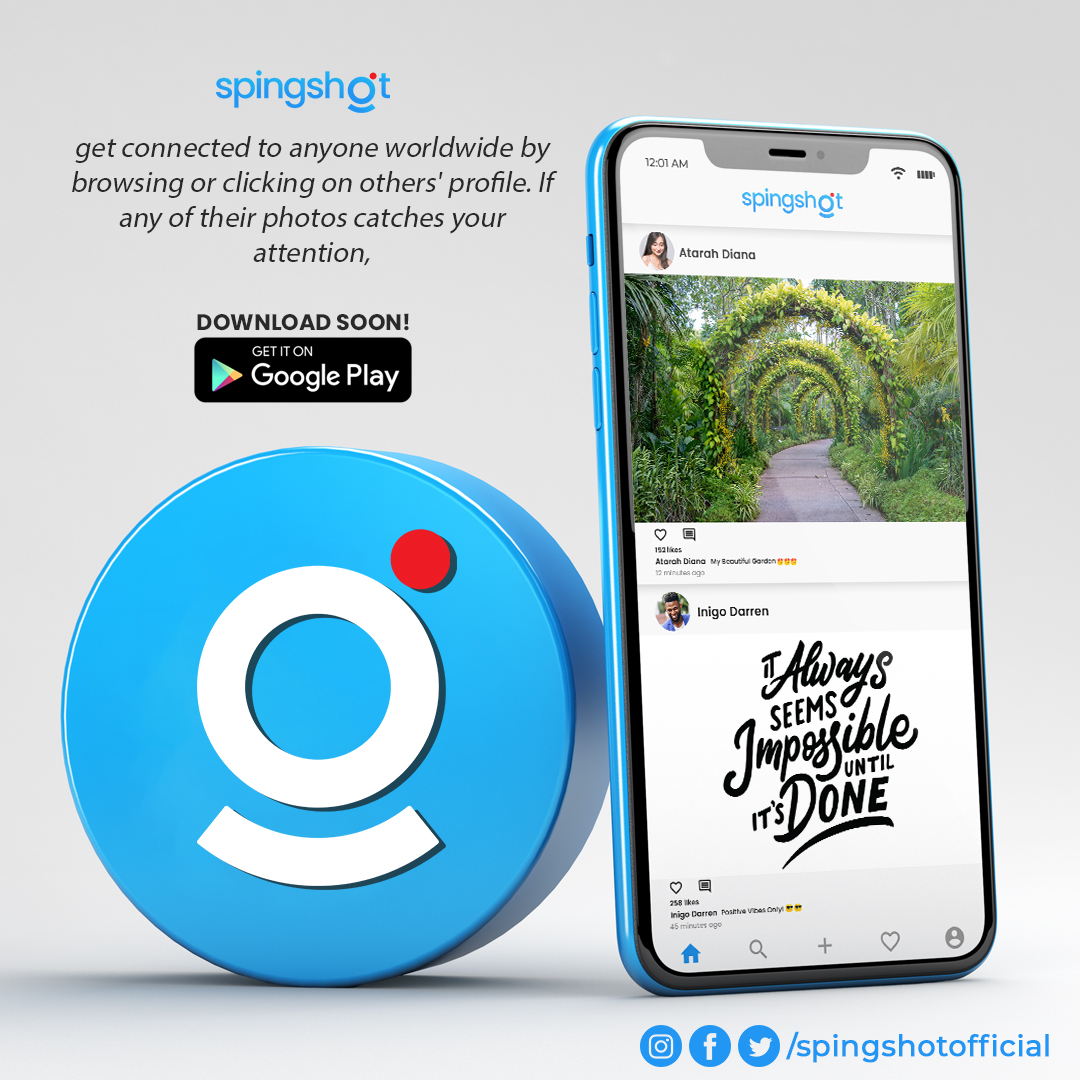 spingshot
get connected to anyone worldwide by
browsing or clicking on others' profile. If
any of their photos catches your
attention,
DOWNLOAD SOON!
GET IT ON
Google Play
12:01 AM
spingshot
Atarah Diana
152 likes
Atarah Diana My Beautiful Garden
12 minutes ago
Inigo Darren
IT Always
SEEMS
Impossible
UNTIL
IT'S DONE
258 likes
Inigo Darren Positive Vibes Only! 😎😎
45 minutes ago
/spingshotofficial